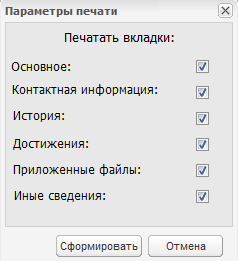 Параметры печати
Печатать вкладки:
Основное:
Контактная информация:
История:
Достижения:
Приложенные файлы:
Иные сведения:
Сформировать Отмена